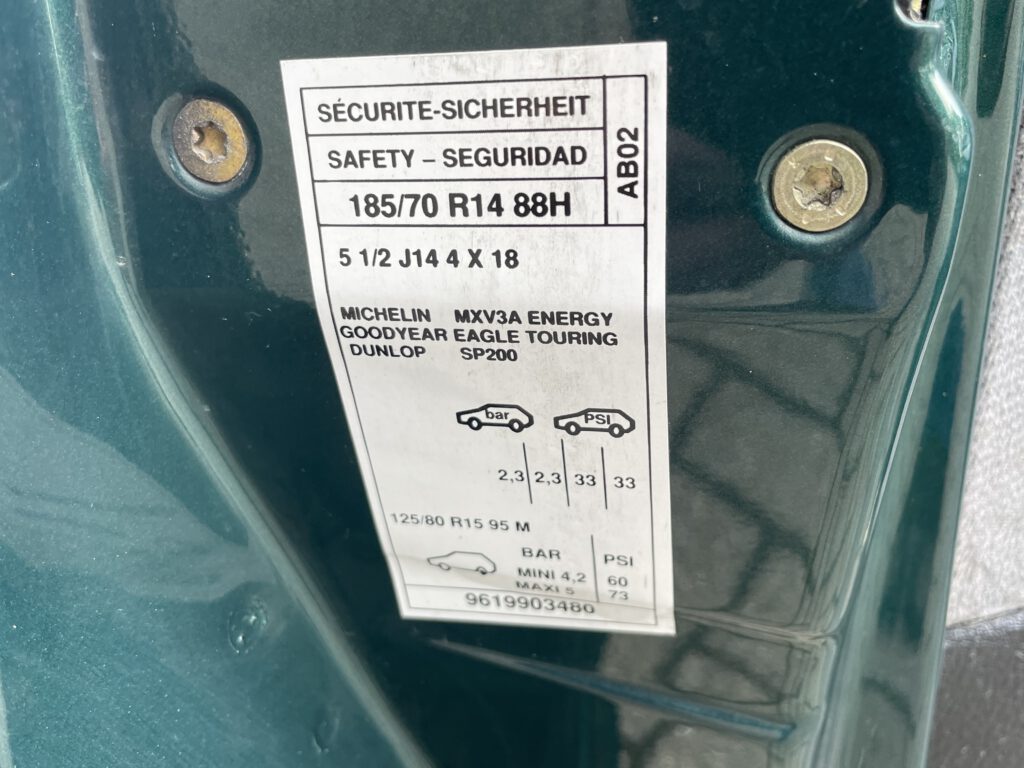 SÉCURITE-SICHERHEIT
SAFETY – SEGURIDAD
AB02
185/70 R14 88H
5 1/2 J14 4 X 18
MICHELIN MXV3A ENERGY
GOODYEAR EAGLE TOURING
DUNLOP SP200
bar PSI
2,3 2,3 33 33
125/80 R15 95 M
BAR PSI
MINI 4,2 60
MAXI 5 73
9619903480